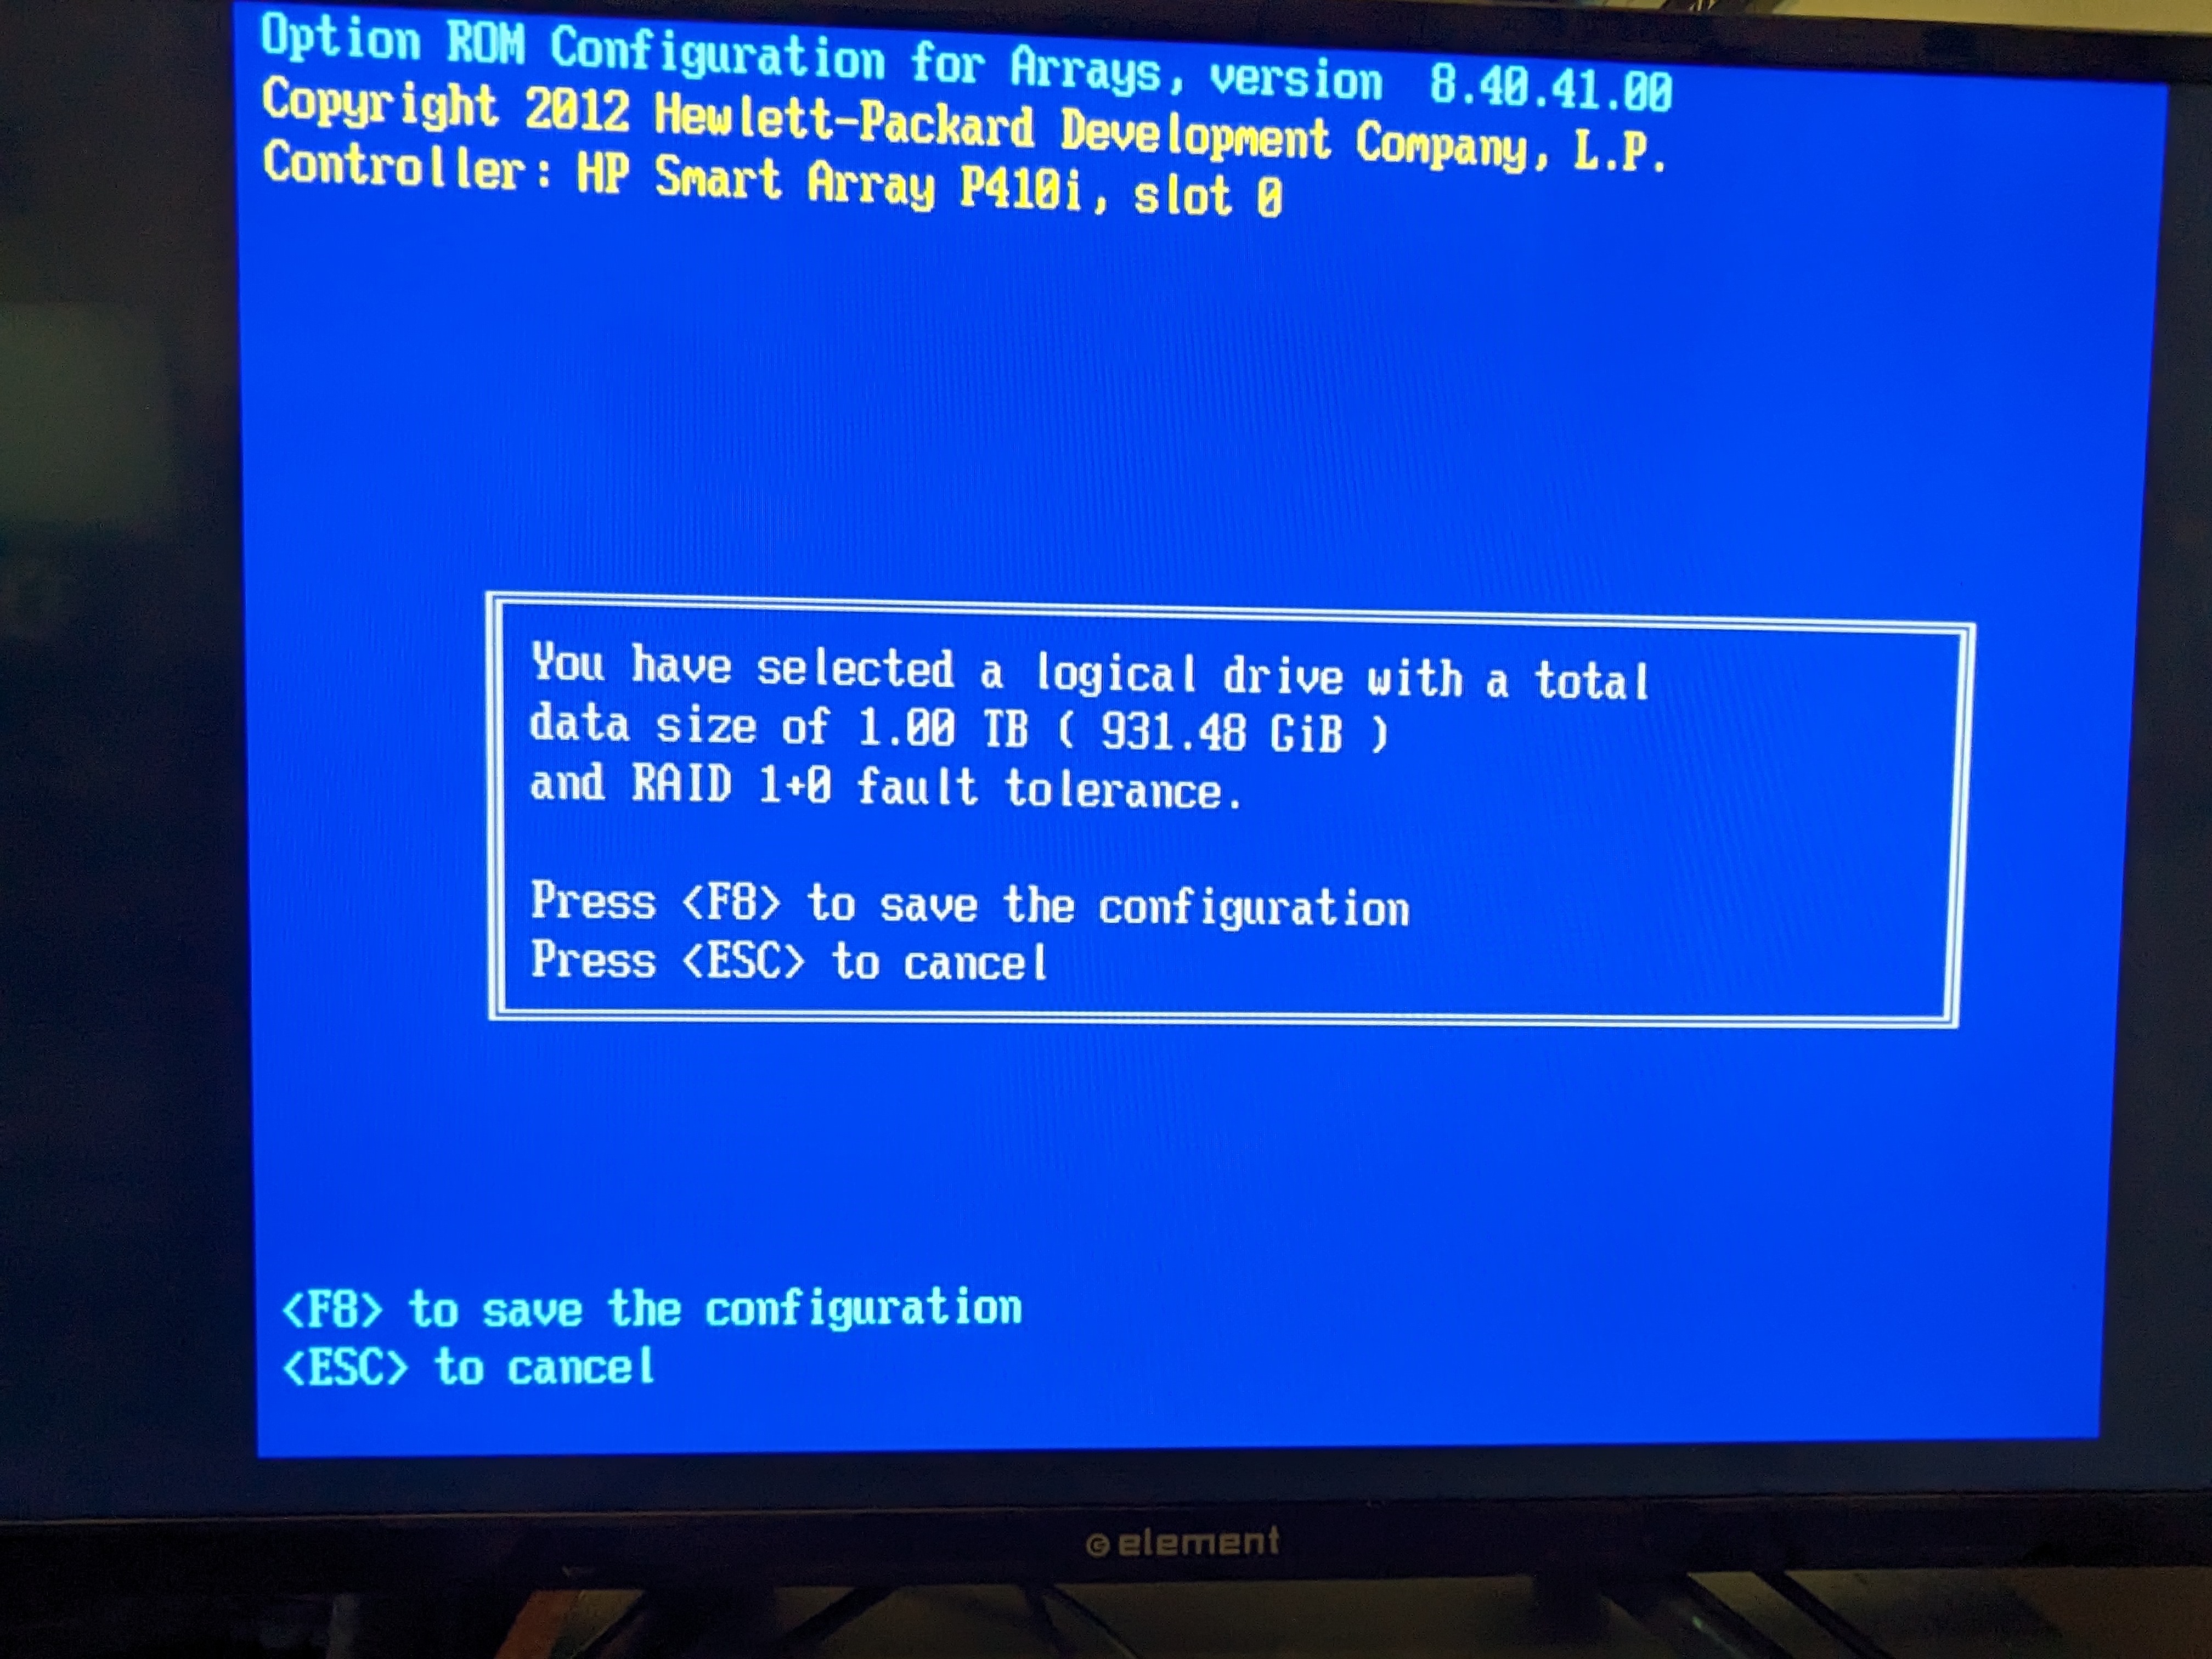 Option ROM Configuration for Arrays, version 8.40.41.00
Copyright 2012 Hewlett-Packard Development Company, L.P.
Controller: HP Smart Array P410i, slot 0
You have selected a logical drive with a total
data size of 1.00 TB ( 931.48 GiB )
and RAID 1+0 fault tolerance.
Press <F8> to save the configuration
Press <ESC> to cancel
<F8> to save the configuration
<ESC> to cancel
element